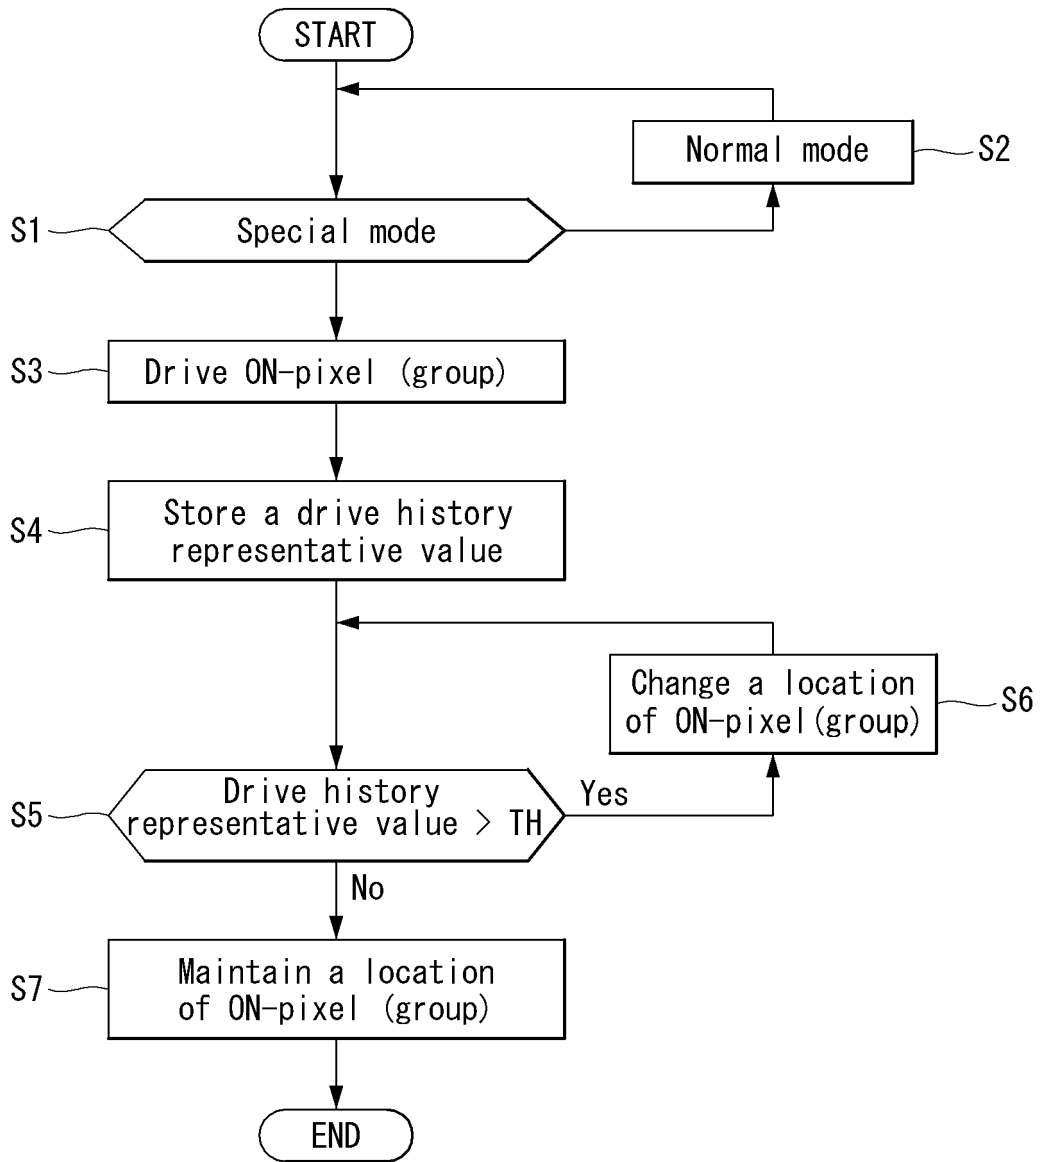 START
Normal mode
S2
S1
Special mode
S3
Drive ON-pixel (group)
S4
Store a drive history
representative value
Change a location
of ON-pixel(group)
S6
S5
Drive history
representative value > TH
Yes
No
S7
Maintain a location
of ON-pixel (group)
END